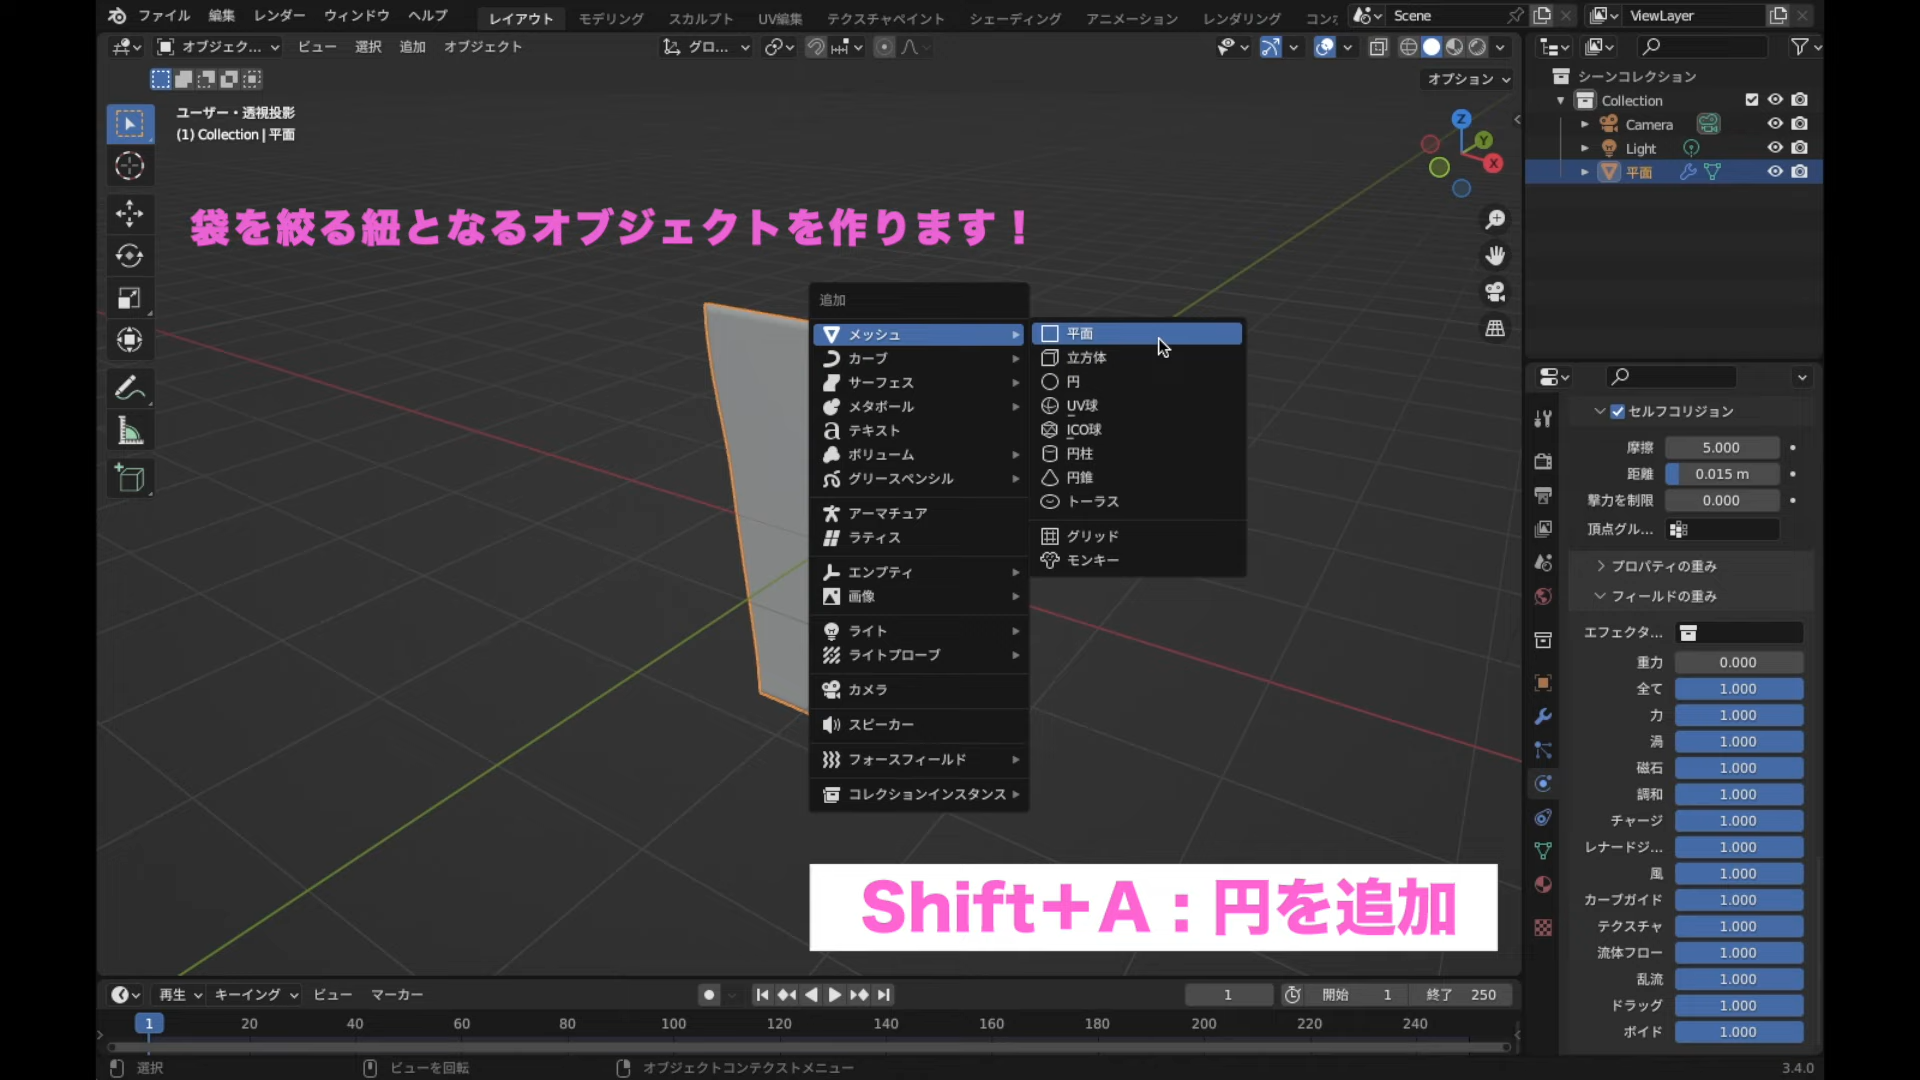 ファイル 編集 レンダー ウィンドウ ヘルプ レイアウト モデリング スカルプト UV編集 テクスチャペイント シェーディング アニメーション レンダリング Scene ViewLayer
オブジェク... ビュー 選択 追加 オブジェクト グロ...
オプション
ユーザー・透視投影
(1) Collection | 平面
シーンコレクション
Collection
Camera
Light
平面
Z
Y
X
袋を絞る紐となるオブジェクトを作ります！
追加
メッシュ
カーブ
サーフェス
メタボール
テキスト
ボリューム
グリースペンシル
アーマチュア
ラティス
エンプティ
画像
ライト
ライトプローブ
カメラ
スピーカー
フォースフィールド
コレクションインスタンス
平面
立方体
円
UV球
ICO球
円柱
円錐
トーラス
グリッド
モンキー
セルフコリジョン
摩擦 5.000
距離 0.015 m
撃力を制限 0.000
頂点グル...
プロパティの重み
フィールドの重み
エフェクタ...
重力 0.000
全て 1.000
力 1.000
渦 1.000
磁石 1.000
調和 1.000
チャージ 1.000
レナードジ... 1.000
風 1.000
カーブガイド 1.000
テクスチャ 1.000
流体フロー 1.000
乱流 1.000
ドラッグ 1.000
ボイド 1.000
Shift＋A：円を追加
再生 キーイング ビュー マーカー 1 開始 1 終了 250
1 20 40 60 80 100 120 140 160 180 200 220 240
選択 ビューを回転 オブジェクトコンテクストメニュー 3.4.0